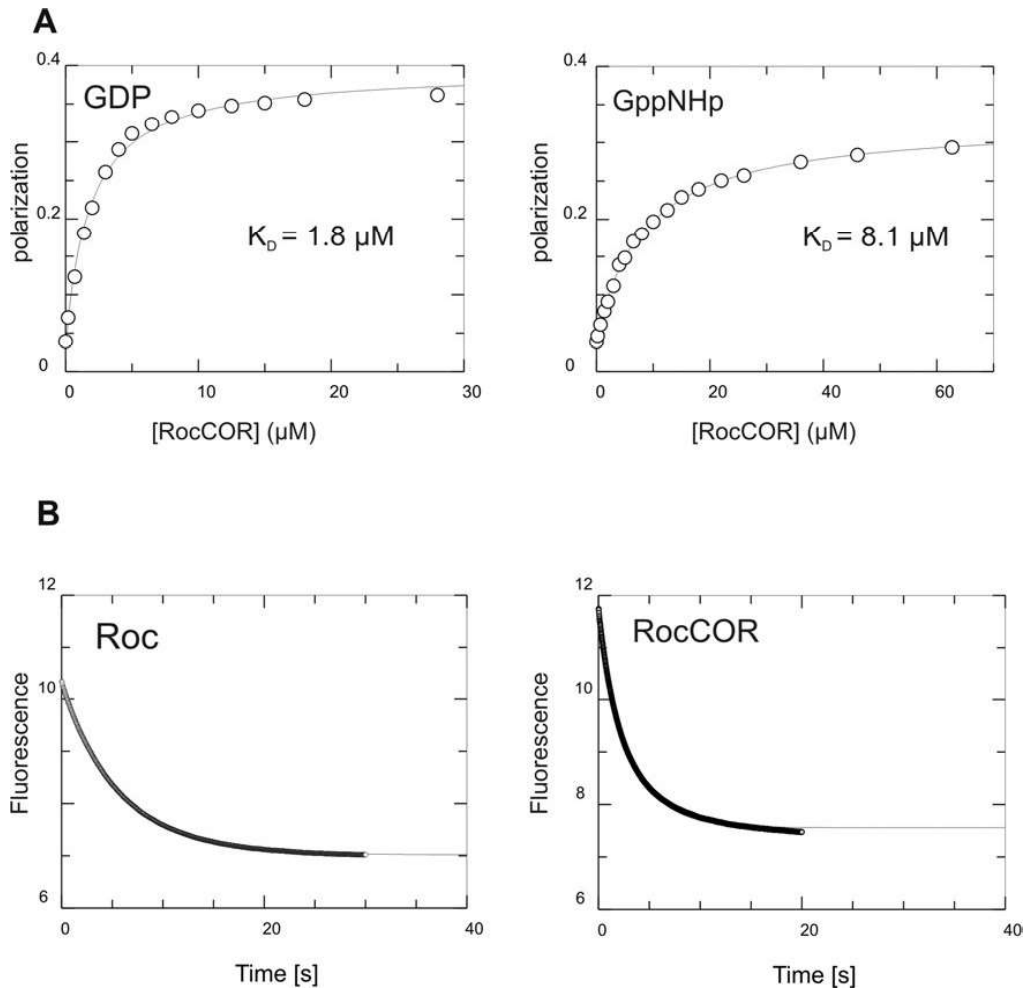 A
0.4
0.2
0
polarization
GDP
K_D = 1.8 µM
0
10
20
30
[RocCOR] (µM)
0.4
0.2
0
polarization
GppNHp
K_D = 8.1 µM
0
20
40
60
[RocCOR] (µM)
B
12
10
8
6
Fluorescence
Roc
0
20
40
Time [s]
12
10
8
6
Fluorescence
RocCOR
0
20
400
Time [s]